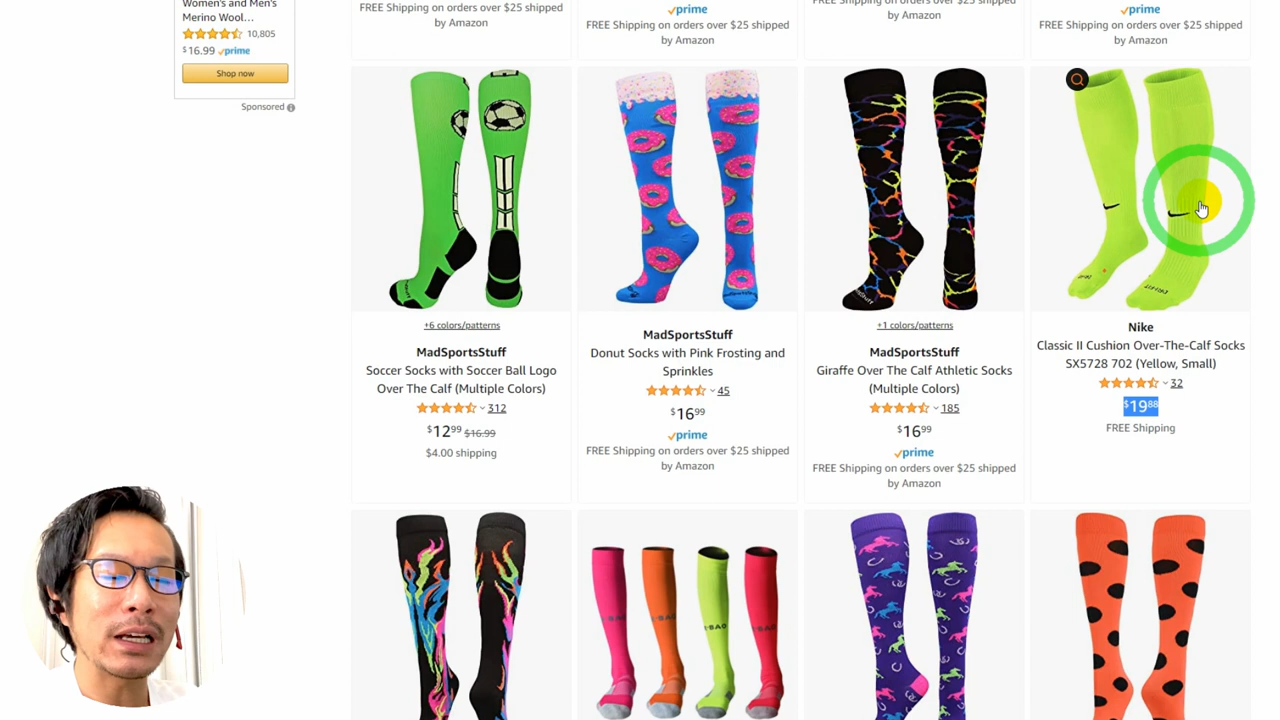 Women's and Men's
Merino Wool...
10,805
$16.99 prime
Shop now
Sponsored
FREE Shipping on orders over $25 shipped
by Amazon
prime
FREE Shipping on orders over $25 shipped
by Amazon
FREE Shipping on orders over $25 shipped
by Amazon
prime
FREE Shipping on orders over $25 shipped
by Amazon
+6 colors/patterns
MadSportsStuff
Soccer Socks with Soccer Ball Logo
Over The Calf (Multiple Colors)
312
$12.99 $16.99
$4.00 shipping
MadSportsStuff
Donut Socks with Pink Frosting and
Sprinkles
45
$16.99
prime
FREE Shipping on orders over $25 shipped
by Amazon
+1 colors/patterns
MadSportsStuff
Giraffe Over The Calf Athletic Socks
(Multiple Colors)
185
$16.99
prime
FREE Shipping on orders over $25 shipped
by Amazon
DRI-FIT
Nike
Classic II Cushion Over-The-Calf Socks
SX5728 702 (Yellow, Small)
32
$19.88
FREE Shipping